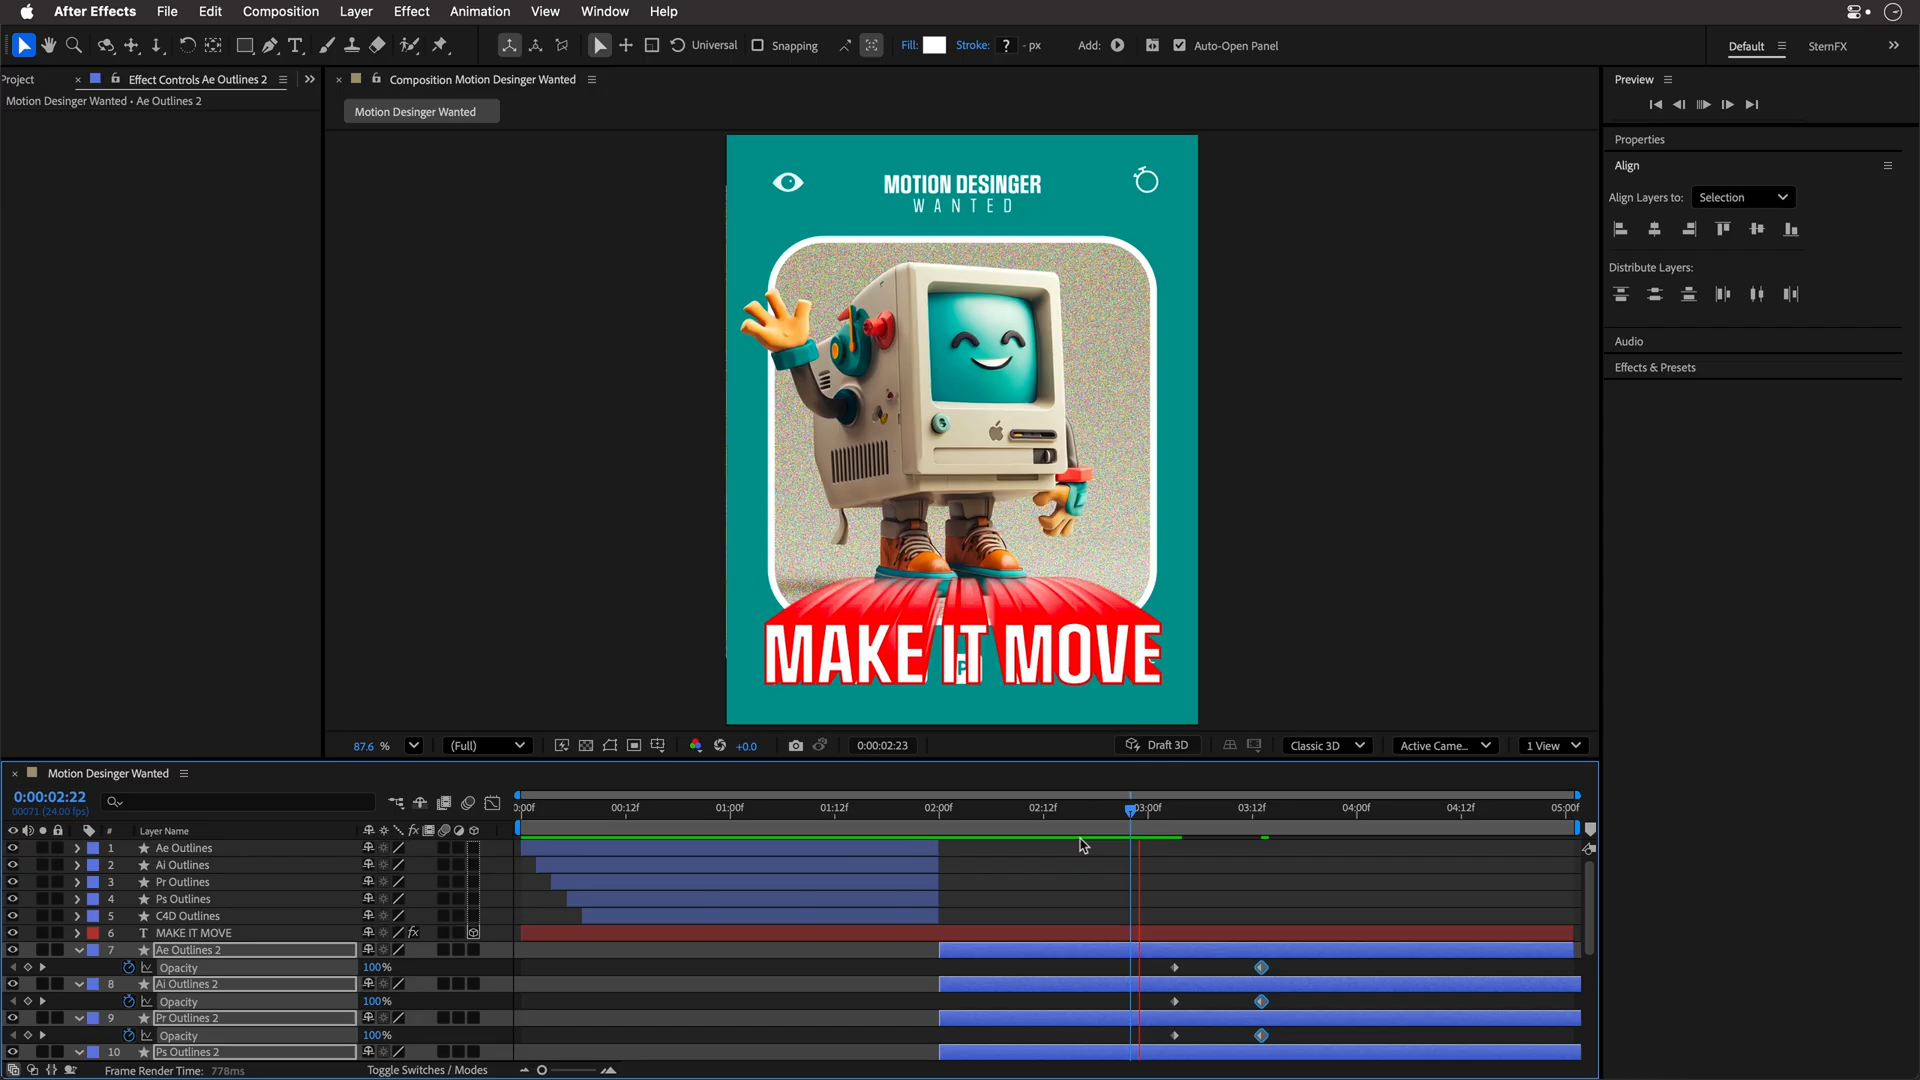 After Effects File Edit Composition Layer Effect Animation View Window Help
Universal Snapping Fill: Stroke: ? - px Add: Auto-Open Panel Default SternFX
Project Effect Controls Ae Outlines 2
Motion Desinger Wanted • Ae Outlines 2
Composition Motion Desinger Wanted
Motion Desinger Wanted
MOTION DESINGER
WANTED
MAKE IT MOVE
P
87.6 % (Full) +0.0 0:00:02:23 Draft 3D Classic 3D Active Came... 1 View
Preview
Properties
Align
Align Layers to: Selection
Distribute Layers:
Audio
Effects & Presets
Motion Desinger Wanted
0:00:02:22
00071 (24.00 fps)
0:00f 00:12f 01:00f 01:12f 02:00f 02:12f 03:00f 03:12f 04:00f 04:12f 05:00f
# Layer Name fx
1 Ae Outlines
2 Ai Outlines
3 Pr Outlines
4 Ps Outlines
5 C4D Outlines
6 T MAKE IT MOVE fx
7 Ae Outlines 2
Opacity 100%
8 Ai Outlines 2
Opacity 100%
9 Pr Outlines 2
Opacity 100%
10 Ps Outlines 2
Frame Render Time: 778ms Toggle Switches / Modes